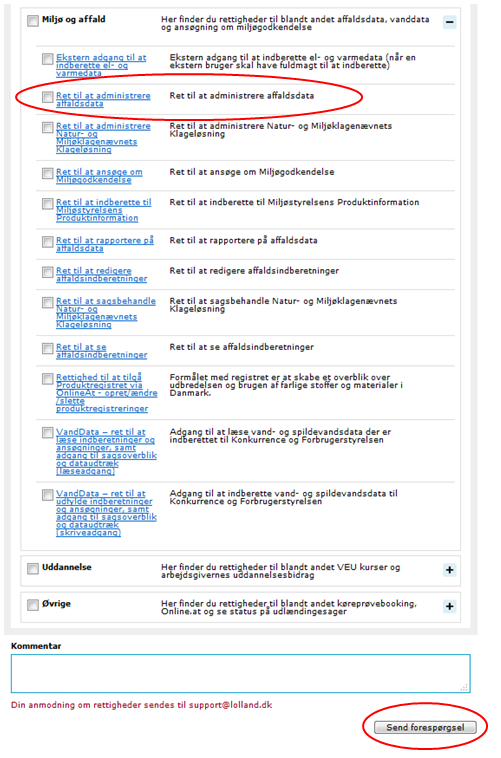 Miljø og affald
Her finder du rettigheder til blandt andet affaldsdata, vanddata
og ansøgning om miljøgodkendelse
Ekstern adgang til at
indberette el- og
varmedata
Ekstern adgang til at indberette el- og varmedata (når en
ekstern bruger skal have fuldmagt til at indberette)
Ret til at administrere
affaldsdata
Ret til at administrere affaldsdata
Ret til at administrere
Natur- og
Miljøklagenævnets
Klageløsning
Ret til at administrere Natur- og Miljøklagenævnets
Klageløsning
Ret til at ansøge om
Miljøgodkendelse
Ret til at ansøge om Miljøgodkendelse
Ret til at indberette til
Miljøstyrelsens
Produktinformation
Ret til at indberette til Miljøstyrelsens Produktinformation
Ret til at rapportere på
affaldsdata
Ret til at rapportere på affaldsdata
Ret til at redigere
affaldsindberetninger
Ret til at redigere affaldsindberetninger
Ret til at sagsbehandle
Natur- og
Miljøklagenævnets
Klageløsning
Ret til at sagsbehandle Natur- og Miljøklagenævnets
Klageløsning
Ret til at se
affaldsindberetninger
Ret til at se affaldsindberetninger
Rettighed til at tilgå
Produktregistret via
OnlineAt - opret/ændre
/slette
produktregistreringer
Formålet med registret er at skabe et overblik over
udbredelsen og brugen af farlige stoffer og materialer i
Danmark.
VandData – ret til at
læse indberetninger og
ansøgninger, samt
adgang til sagsoverblik
og dataudtræk
(læseadgang)
Adgang til at læse vand- og spildevandsdata der er
indberettet til Konkurrence og Forbrugerstyrelsen
VandData – ret til at
udfylde indberetninger
og ansøgninger, samt
adgang til sagsoverblik
og dataudtræk
(skriveadgang)
Adgang til at indberette vand- og spildevandsdata til
Konkurrence og Forbrugerstyrelsen
Uddannelse
Her finder du rettigheder til blandt andet VEU kurser og
arbejdsgivernes uddannelsesbidrag
Øvrige
Her finder du rettigheder til blandt andet køreprøvebooking,
Online.at og se status på udlændingesager
Kommentar
Din anmodning om rettigheder sendes til support@lolland.dk
Send forespørgsel